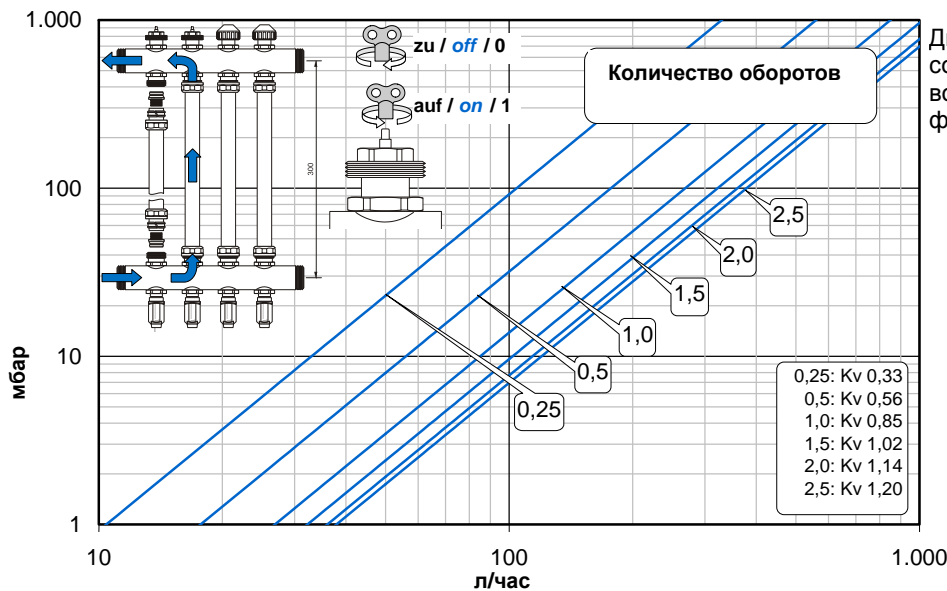 1.000
100
10
1
мбар
10
100
1.000
л/час
zu / off / 0
auf / on / 1
300
Количество оборотов
2,5
2,0
1,5
1,0
0,5
0,25
0,25: Kv 0,33
0,5: Kv 0,56
1,0: Kv 0,85
1,5: Kv 1,02
2,0: Kv 1,14
2,5: Kv 1,20